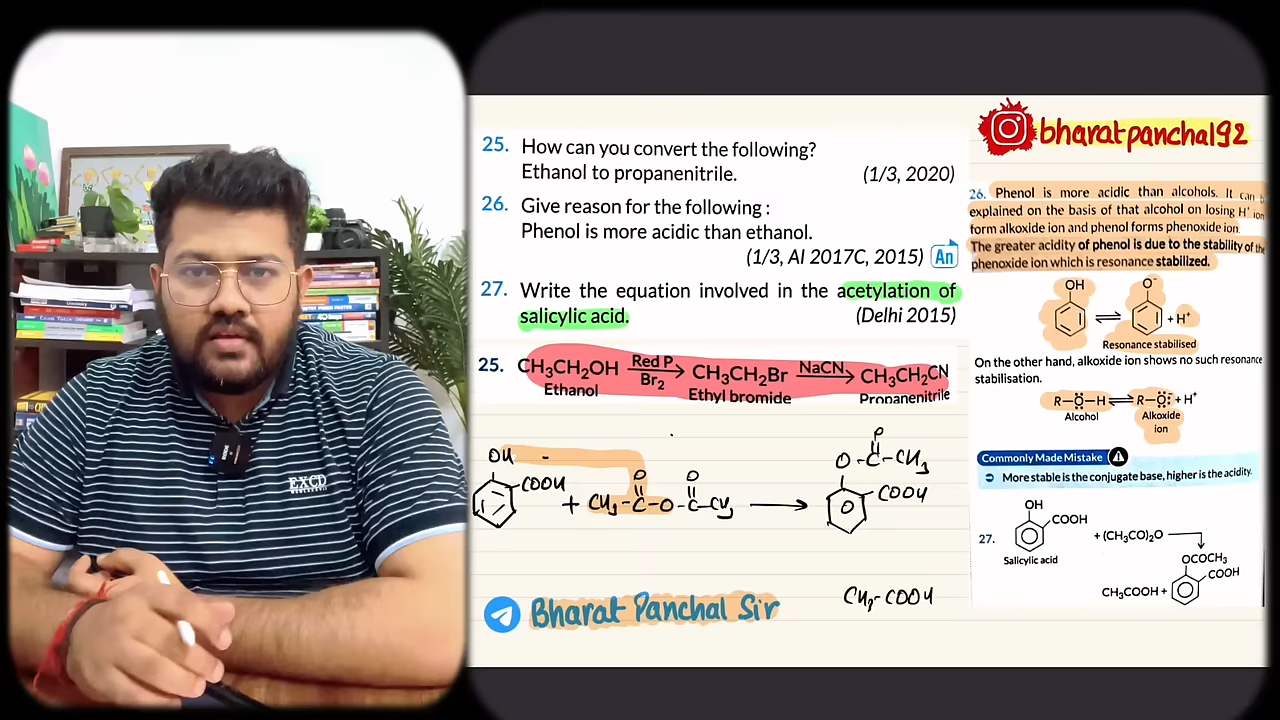 25. How can you convert the following?
Ethanol to propanenitrile. (1/3, 2020)
26. Give reason for the following :
Phenol is more acidic than ethanol.
(1/3, AI 2017C, 2015) An
27. Write the equation involved in the acetylation of
salicylic acid. (Delhi 2015)
25. CH₃CH₂OH Red P Br₂ → CH₃CH₂Br NaCN → CH₃CH₂CN
Ethanol Ethyl bromide Propanenitrile
OH
COOH + CH₃-C-O-C-CH₃ →
O O
O-C-CH₃
COOH
CH₃-COOH
Bharat Panchal Sir
bharatpanchal92
26. Phenol is more acidic than alcohols. It can
explained on the basis of that alcohol on losing H⁺ ion
form alkoxide ion and phenol forms phenoxide ion.
The greater acidity of phenol is due to the stability of the
phenoxide ion which is resonance stabilized.
OH ⇌ O⁻ + H⁺
Resonance stabilised
On the other hand, alkoxide ion shows no such resonance
stabilisation.
R–O–H ⇌ R–O: + H⁺
Alcohol Alkoxide
ion
Commonly Made Mistake
More stable is the conjugate base, higher is the acidity.
27. OH
COOH + (CH₃CO)₂O
Salicylic acid
OCOCH₃
COOH
CH₃COOH +
EXCD